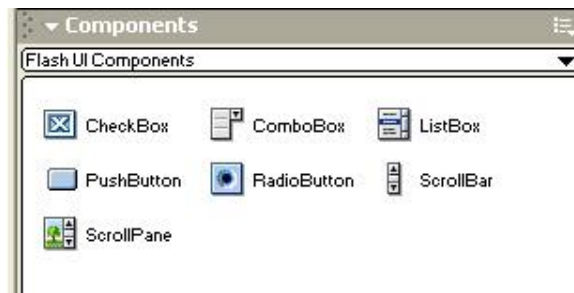 Components
Flash UI Components
CheckBox ComboBox ListBox
PushButton RadioButton ScrollBar
ScrollPane